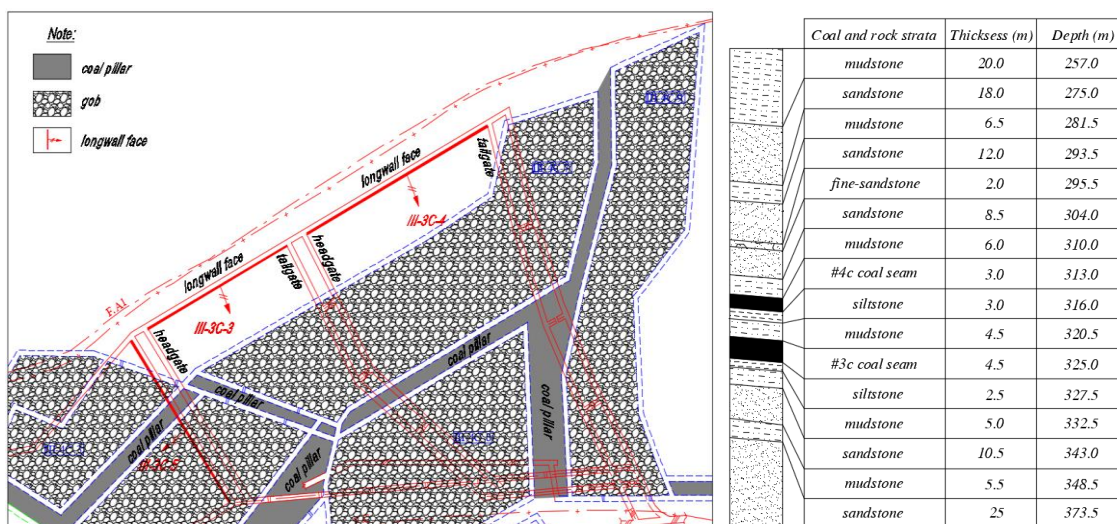 Note:
coal pillar
gob
longwall face
longwall face
tailgate
III-3C-4
headgate
longwall face
tailgate
F.A1
III-3C-3
headgate
coal pillar
coal pillar
coal pillar
coal pillar
coal pillar
III-3C-5
Coal and rock strata Thicksess (m) Depth (m)
mudstone 20.0 257.0
sandstone 18.0 275.0
mudstone 6.5 281.5
sandstone 12.0 293.5
fine-sandstone 2.0 295.5
sandstone 8.5 304.0
mudstone 6.0 310.0
#4c coal seam 3.0 313.0
siltstone 3.0 316.0
mudstone 4.5 320.5
#3c coal seam 4.5 325.0
siltstone 2.5 327.5
mudstone 5.0 332.5
sandstone 10.5 343.0
mudstone 5.5 348.5
sandstone 25 373.5